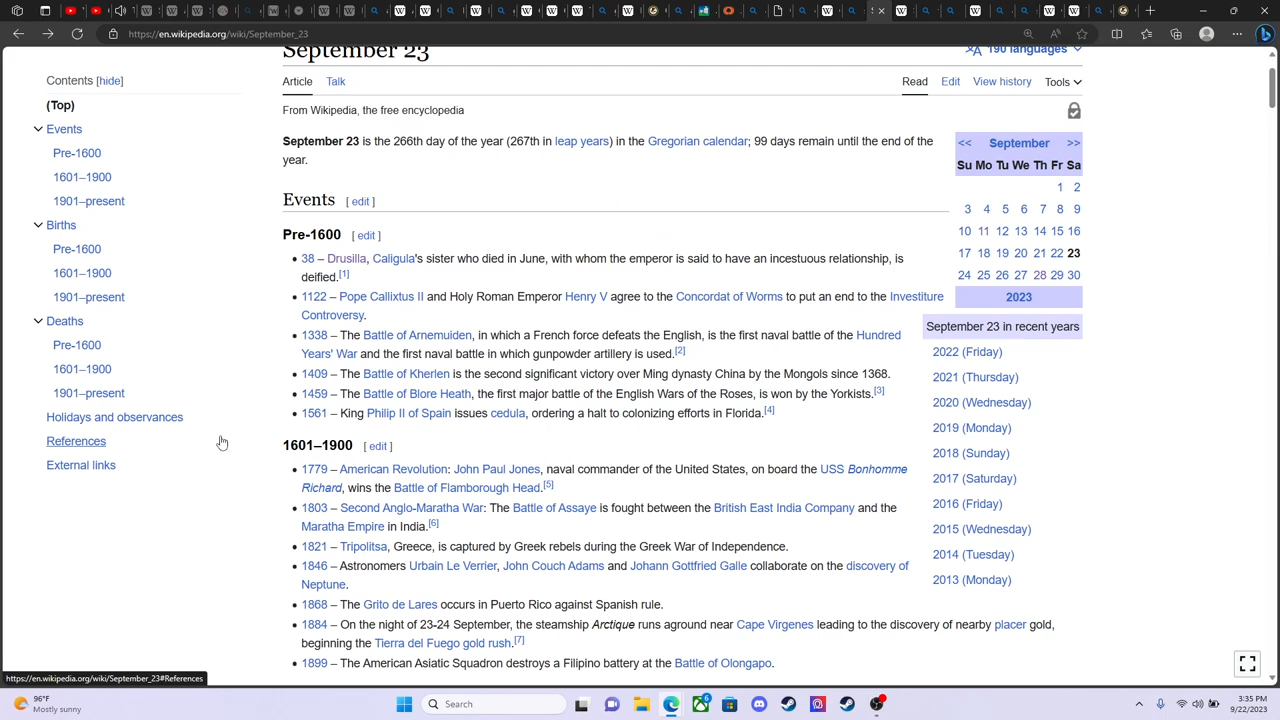 https://en.wikipedia.org/wiki/September_23
September 23
190 languages
Contents [hide]
(Top)
Events
Pre-1600
1601–1900
1901–present
Births
Pre-1600
1601–1900
1901–present
Deaths
Pre-1600
1601–1900
1901–present
Holidays and observances
References
External links
Article Talk
Read Edit View history Tools
From Wikipedia, the free encyclopedia
September 23 is the 266th day of the year (267th in leap years) in the Gregorian calendar; 99 days remain until the end of the
year.
Events [ edit ]
Pre-1600 [ edit ]
• 38 – Drusilla, Caligula's sister who died in June, with whom the emperor is said to have an incestuous relationship, is
deified.[1]
• 1122 – Pope Callixtus II and Holy Roman Emperor Henry V agree to the Concordat of Worms to put an end to the Investiture
Controversy.
• 1338 – The Battle of Arnemuiden, in which a French force defeats the English, is the first naval battle of the Hundred
Years' War and the first naval battle in which gunpowder artillery is used.[2]
• 1409 – The Battle of Kherlen is the second significant victory over Ming dynasty China by the Mongols since 1368.
• 1459 – The Battle of Blore Heath, the first major battle of the English Wars of the Roses, is won by the Yorkists.[3]
• 1561 – King Philip II of Spain issues cedula, ordering a halt to colonizing efforts in Florida.[4]
1601–1900 [ edit ]
• 1779 – American Revolution: John Paul Jones, naval commander of the United States, on board the USS Bonhomme
Richard, wins the Battle of Flamborough Head.[5]
• 1803 – Second Anglo-Maratha War: The Battle of Assaye is fought between the British East India Company and the
Maratha Empire in India.[6]
• 1821 – Tripolitsa, Greece, is captured by Greek rebels during the Greek War of Independence.
• 1846 – Astronomers Urbain Le Verrier, John Couch Adams and Johann Gottfried Galle collaborate on the discovery of
Neptune.
• 1868 – The Grito de Lares occurs in Puerto Rico against Spanish rule.
• 1884 – On the night of 23-24 September, the steamship Arctique runs aground near Cape Virgenes leading to the discovery of nearby placer gold,
beginning the Tierra del Fuego gold rush.[7]
• 1899 – The American Asiatic Squadron destroys a Filipino battery at the Battle of Olongapo.
<< September >>
Su Mo Tu We Th Fr Sa
1 2
3 4 5 6 7 8 9
10 11 12 13 14 15 16
17 18 19 20 21 22 23
24 25 26 27 28 29 30
2023
September 23 in recent years
2022 (Friday)
2021 (Thursday)
2020 (Wednesday)
2019 (Monday)
2018 (Sunday)
2017 (Saturday)
2016 (Friday)
2015 (Wednesday)
2014 (Tuesday)
2013 (Monday)
https://en.wikipedia.org/wiki/September_23#References
96°F
Mostly sunny
Search
6
3:35 PM
9/22/2023